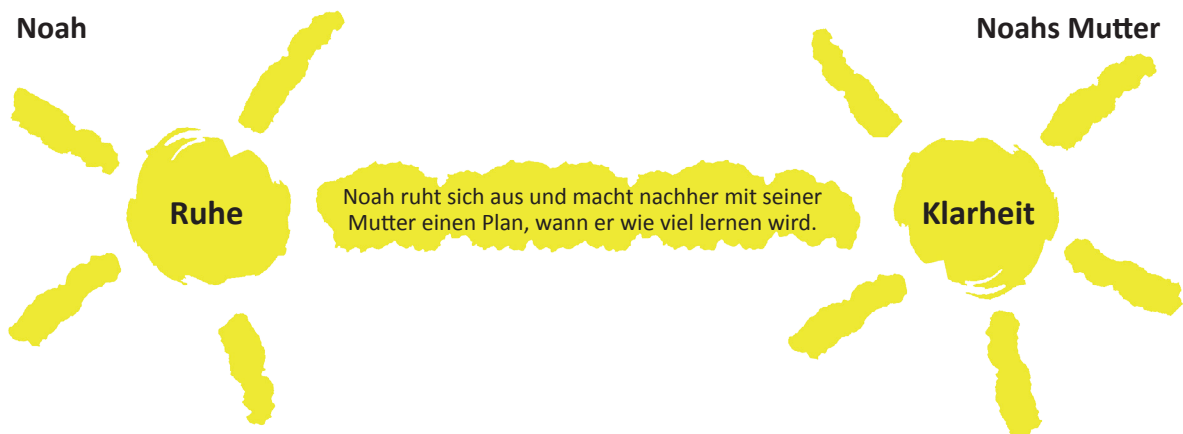 Noah
Noahs Mutter
Ruhe
Noah ruht sich aus und macht nachher mit seiner
Mutter einen Plan, wann er wie viel lernen wird.
Klarheit